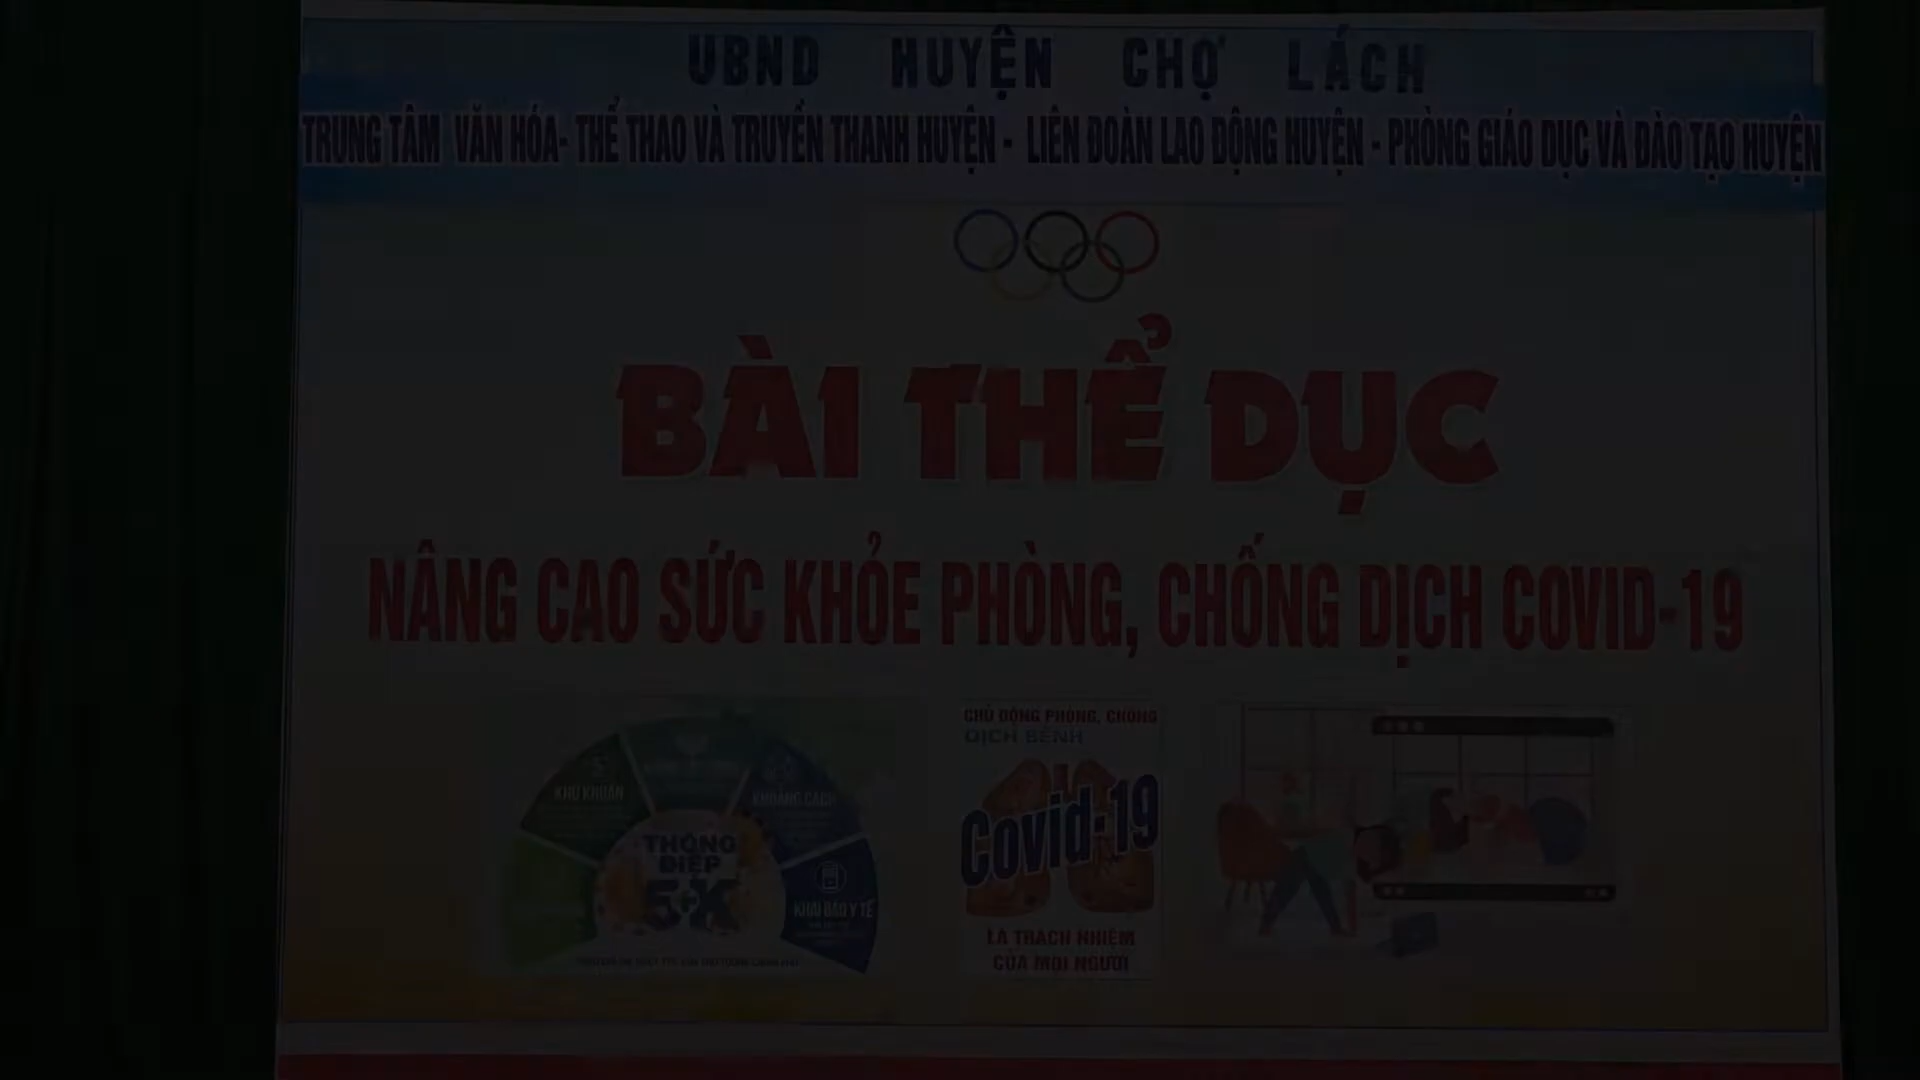 UBND HUYỆN CHỢ LÁCH
TRUNG TÂM VĂN HÓA- THỂ THAO VÀ TRUYỀN THANH HUYỆN - LIÊN ĐOÀN LAO ĐỘNG HUYỆN - PHÒNG GIÁO DỤC VÀ ĐÀO TẠO HUYỆN
BÀI THỂ DỤC
NÂNG CAO SỨC KHỎE PHÒNG, CHỐNG DỊCH COVID-19
KHỬ KHUẨN
KHOẢNG CÁCH
THÔNG
ĐIỆP
5K
KHAI BÁO Y TẾ
CHỦ ĐỘNG PHÒNG, CHỐNG
DỊCH BỆNH
Covid-19
LÀ TRÁCH NHIỆM
CỦA MỌI NGƯỜI